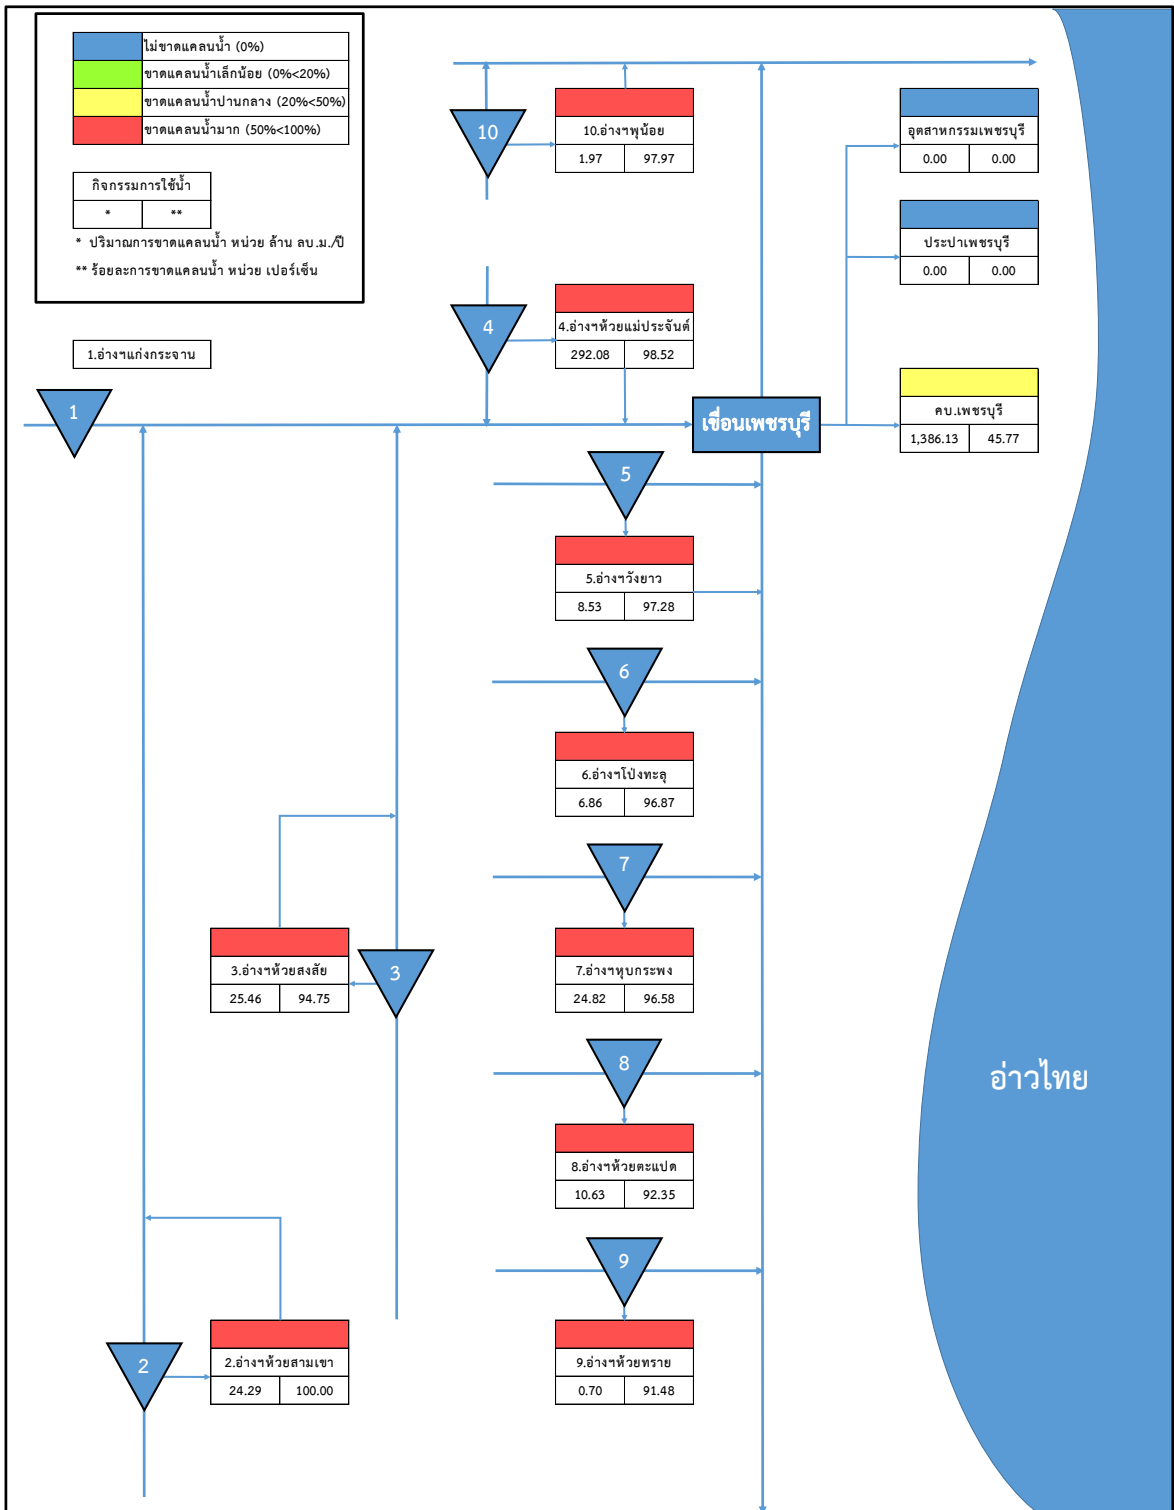 ไม่ขาดแคลนน้ำ (0%)
ขาดแคลนน้ำเล็กน้อย (0%<20%)
ขาดแคลนน้ำปานกลาง (20%<50%)
ขาดแคลนน้ำมาก (50%<100%)
กิจกรรมการใช้น้ำ
* **
* ปริมาณการขาดแคลนน้ำ หน่วย ล้าน ลบ.ม./ปี
** ร้อยละการขาดแคลนน้ำ หน่วย เปอร์เซ็น
10
10.อ่างฯพุน้อย
1.97 97.97
อุตสาหกรรมเพชรบุรี
0.00 0.00
ประปาเพชรบุรี
0.00 0.00
4
4.อ่างฯห้วยแม่ประจันต์
292.08 98.52
1.อ่างฯแก่งกระจาน
1
เขื่อนเพชรบุรี
คบ.เพชรบุรี
1,386.13 45.77
5
5.อ่างฯวังยาว
8.53 97.28
6
6.อ่างฯโป่งทะลุ
6.86 96.87
7
7.อ่างฯหุบกระพง
24.82 96.58
3
3.อ่างฯห้วยสงสัย
25.46 94.75
8
8.อ่างฯห้วยตะแปด
10.63 92.35
อ่าวไทย
9
9.อ่างฯห้วยทราย
0.70 91.48
2
2.อ่างฯห้วยสามเขา
24.29 100.00